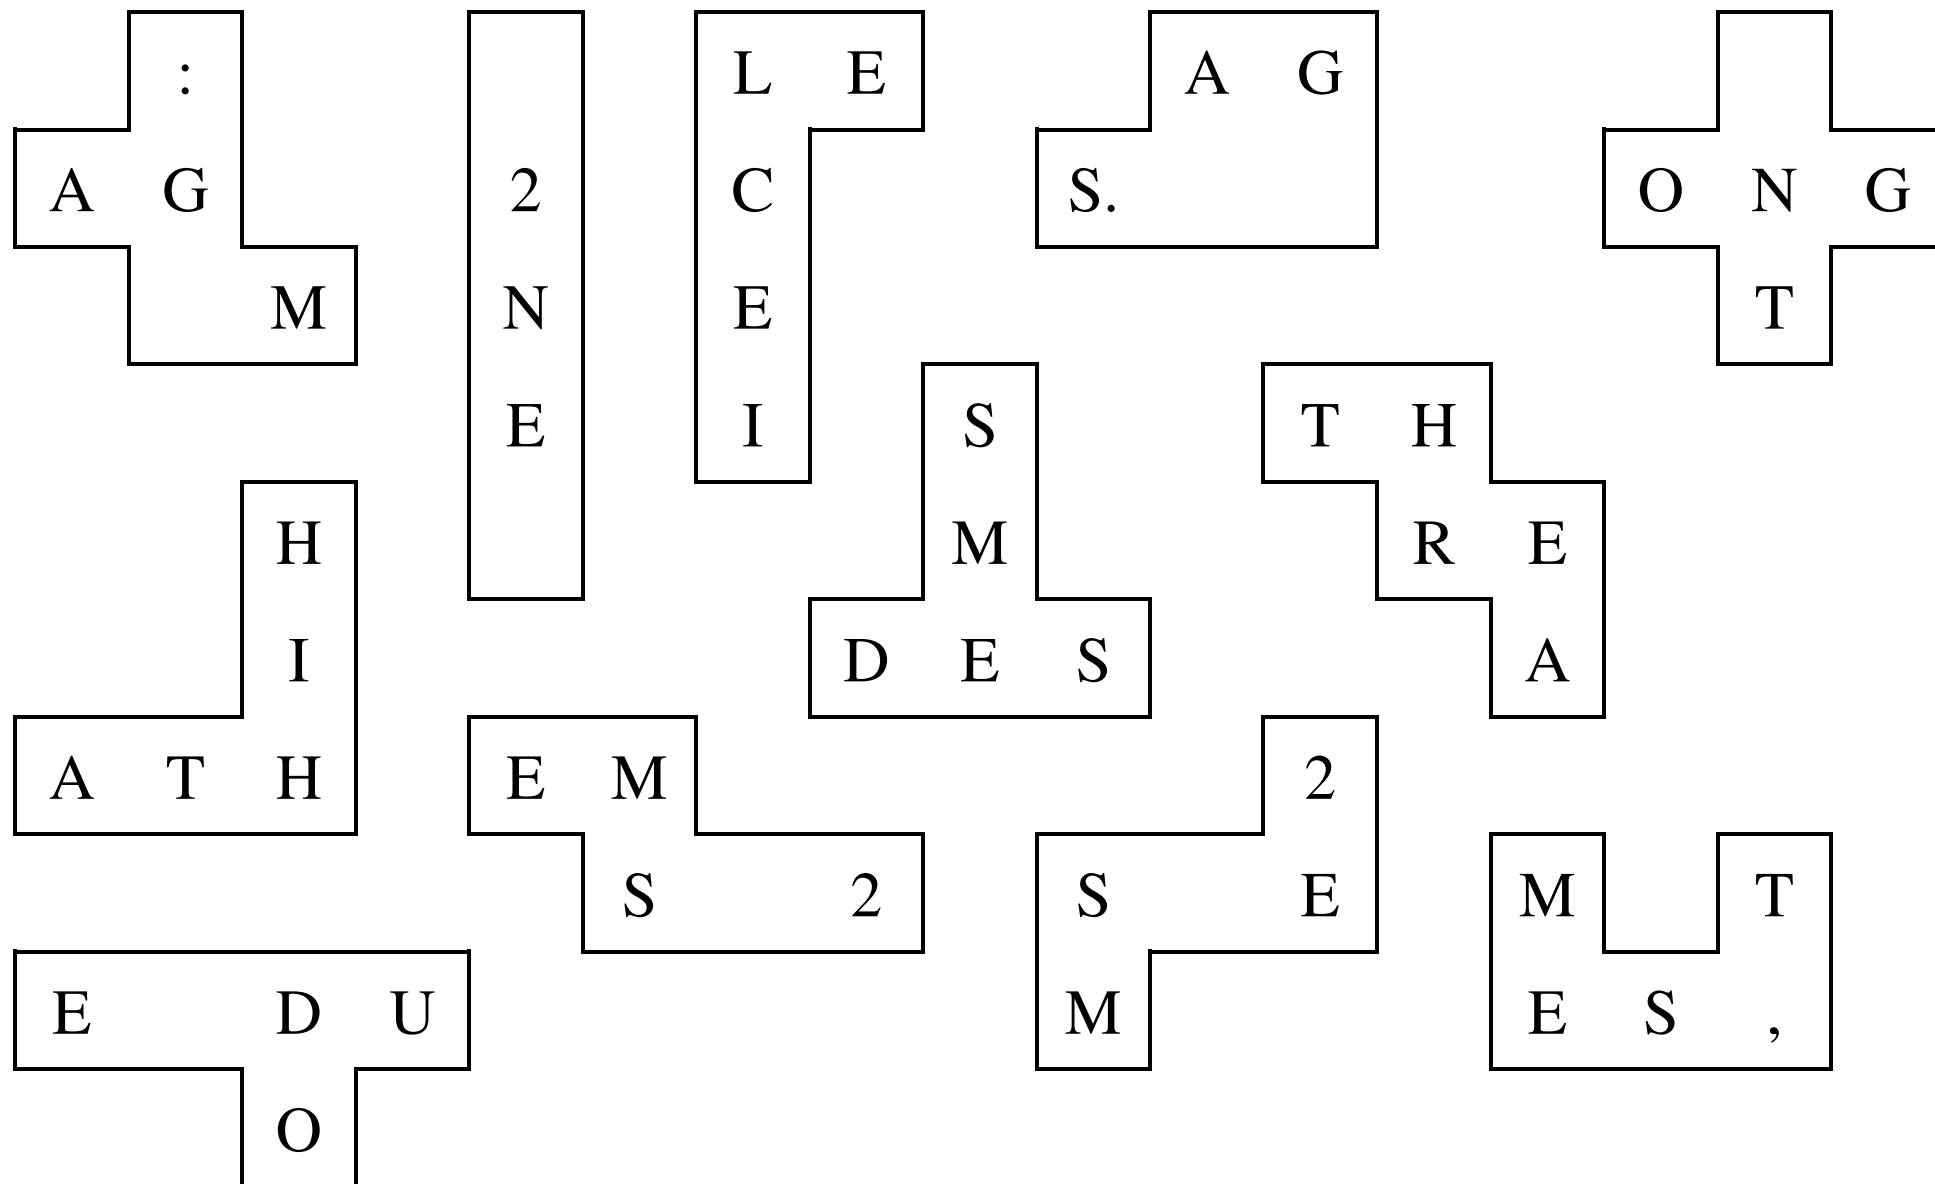 : L E A G
A G 2 C S. O N G
M N E T
E I S T H
H M R E
I D E S A
A T H E M 2
S 2 S E M T
E D U M E S ,
O